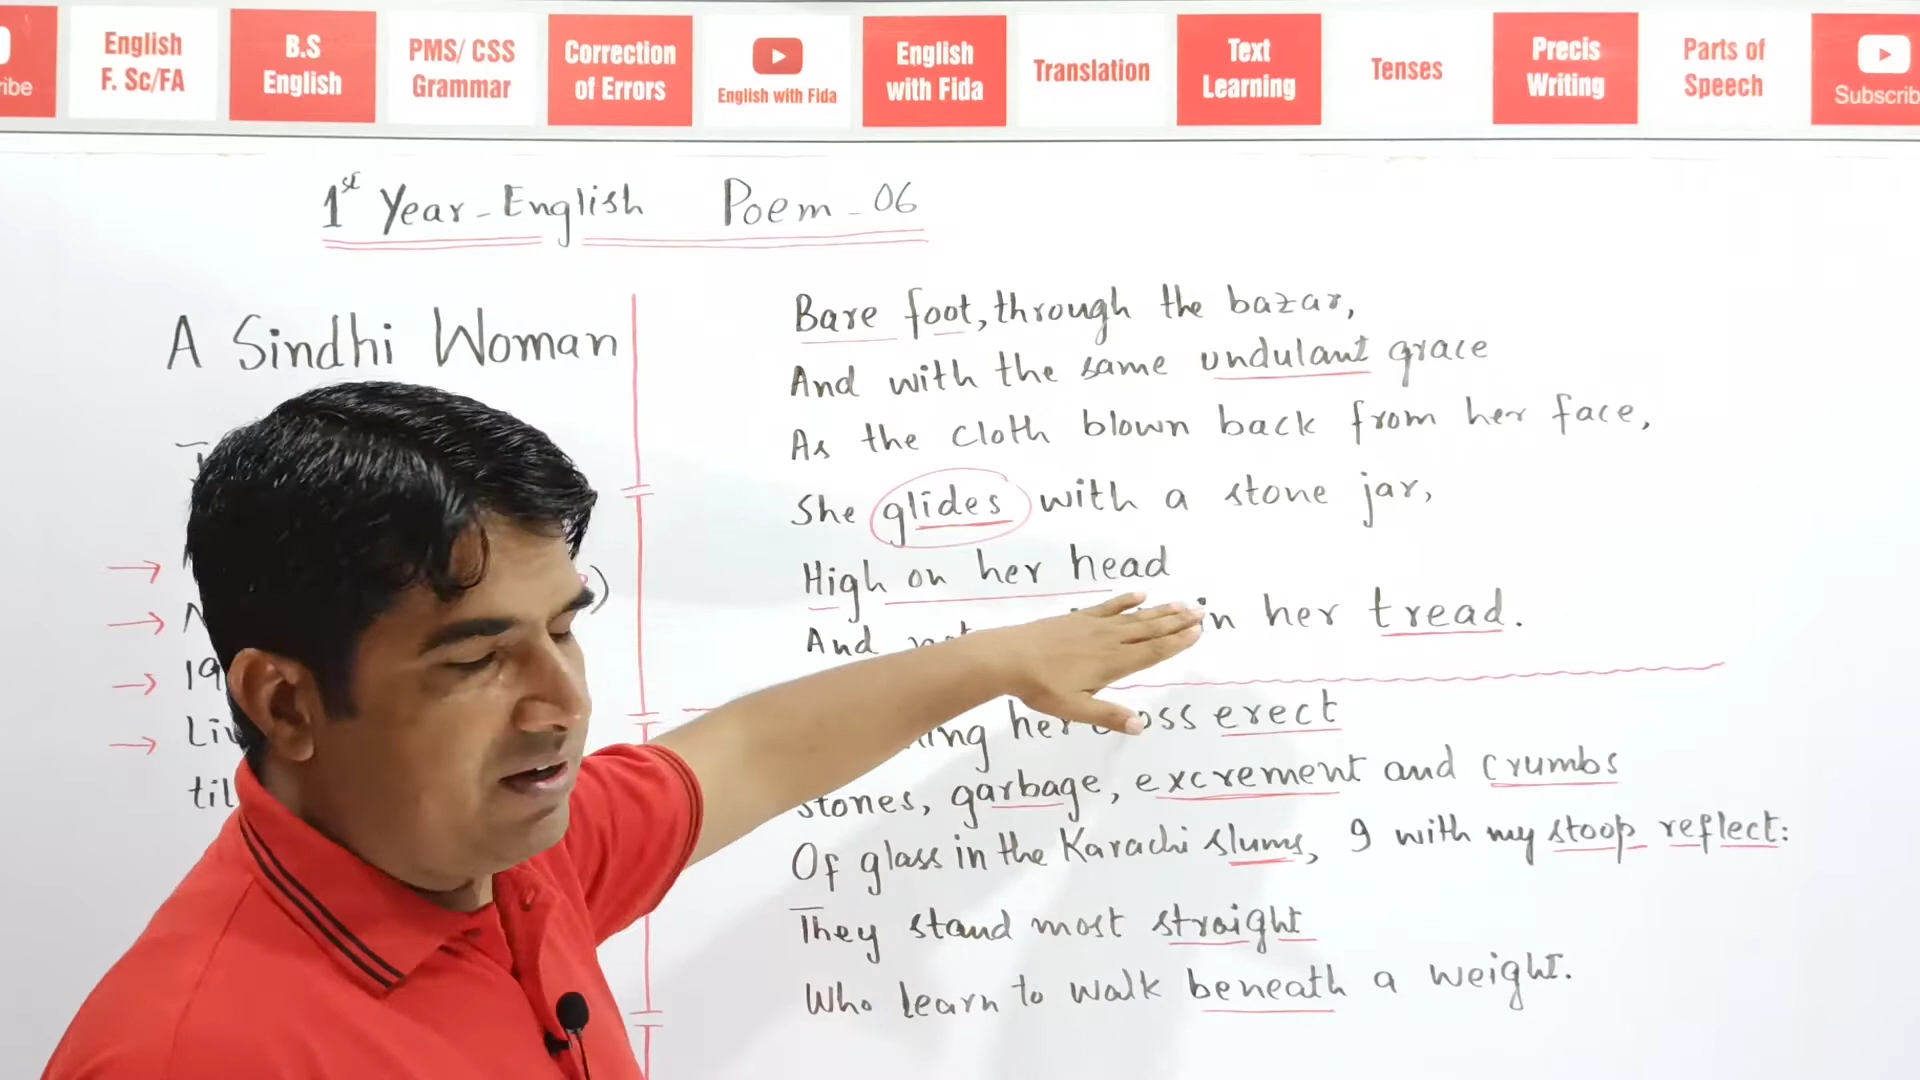 English F. Sc/FA
B.S English
PMS/ CSS Grammar
Correction of Errors
English with Fida
English with Fida
Translation
Text Learning
Tenses
Precis Writing
Parts of Speech
Subscrib
1st Year - English Poem - 06
A Sindhi Woman
19
Bare foot, through the bazar,
And with the same undulant grace
As the cloth blown back from her face,
She glides with a stone jar,
High on her head
And in her tread.
her erect
stones, garbage, excrement and crumbs
Of glass in the Karachi slums, I with my stoop reflect:
They stand most straight
Who learn to walk beneath a weight.